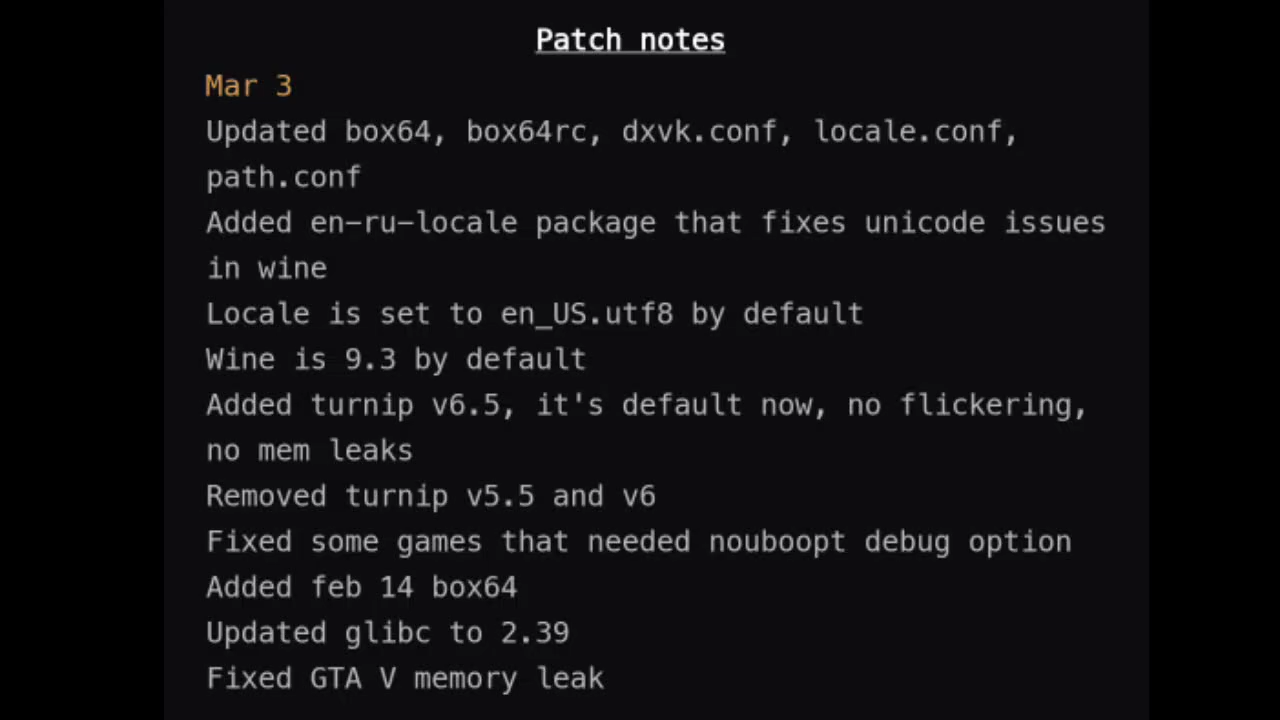 Patch notes
Mar 3
Updated box64, box64rc, dxvk.conf, locale.conf,
path.conf
Added en-ru-locale package that fixes unicode issues
in wine
Locale is set to en_US.utf8 by default
Wine is 9.3 by default
Added turnip v6.5, it's default now, no flickering,
no mem leaks
Removed turnip v5.5 and v6
Fixed some games that needed nouboopt debug option
Added feb 14 box64
Updated glibc to 2.39
Fixed GTA V memory leak